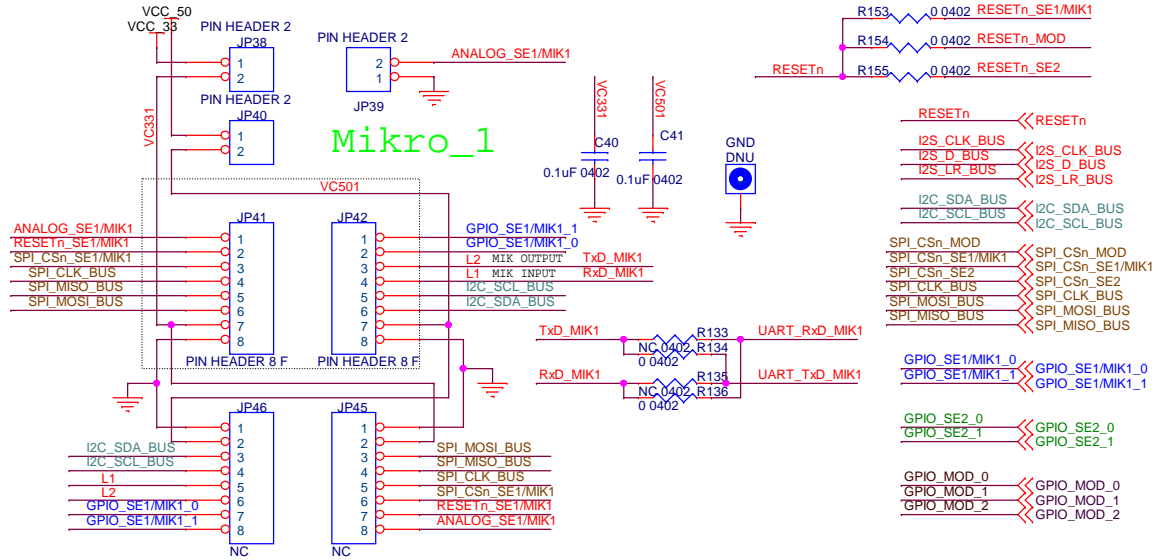 VCC_50
VCC_33
PIN HEADER 2
JP38
1
2
VC331
PIN HEADER 2
JP40
1
2
PIN HEADER 2
2
1
JP39
ANALOG_SE1/MIK1
Mikro_1
VC331
C40
0.1uF 0402
VC501
C41
0.1uF 0402
GND
DNU
RESETn
R153
0 0402
RESETn_SE1/MIK1
R154
0 0402
RESETn_MOD
R155
0 0402
RESETn_SE2
VC501
ANALOG_SE1/MIK1
RESETn_SE1/MIK1
SPI_CSn_SE1/MIK1
SPI_CLK_BUS
SPI_MISO_BUS
SPI_MOSI_BUS
JP41
1
2
3
4
5
6
7
8
PIN HEADER 8 F
JP42
1
2
3
4
5
6
7
8
PIN HEADER 8 F
GPIO_SE1/MIK1_1
GPIO_SE1/MIK1_0
L2 MIK OUTPUT TxD_MIK1
L1 MIK INPUT RxD_MIK1
I2C_SCL_BUS
I2C_SDA_BUS
TxD_MIK1
R133
NC 0402
R134
0 0402
UART_RxD_MIK1
RxD_MIK1
R135
NC 0402
R136
0 0402
UART_TxD_MIK1
JP46
1
2
3
4
5
6
7
8
NC
I2C_SDA_BUS
I2C_SCL_BUS
L1
L2
GPIO_SE1/MIK1_0
GPIO_SE1/MIK1_1
JP45
1
2
3
4
5
6
7
8
NC
SPI_MOSI_BUS
SPI_MISO_BUS
SPI_CLK_BUS
SPI_CSn_SE1/MIK1
RESETn_SE1/MIK1
ANALOG_SE1/MIK1
RESETn RESETn
I2S_CLK_BUS I2S_CLK_BUS
I2S_D_BUS I2S_D_BUS
I2S_LR_BUS I2S_LR_BUS
I2C_SDA_BUS I2C_SDA_BUS
I2C_SCL_BUS I2C_SCL_BUS
SPI_CSn_MOD SPI_CSn_MOD
SPI_CSn_SE1/MIK1 SPI_CSn_SE1/MIK1
SPI_CSn_SE2 SPI_CSn_SE2
SPI_CLK_BUS SPI_CLK_BUS
SPI_MOSI_BUS SPI_MOSI_BUS
SPI_MISO_BUS SPI_MISO_BUS
GPIO_SE1/MIK1_0 GPIO_SE1/MIK1_0
GPIO_SE1/MIK1_1 GPIO_SE1/MIK1_1
GPIO_SE2_0 GPIO_SE2_0
GPIO_SE2_1 GPIO_SE2_1
GPIO_MOD_0 GPIO_MOD_0
GPIO_MOD_1 GPIO_MOD_1
GPIO_MOD_2 GPIO_MOD_2